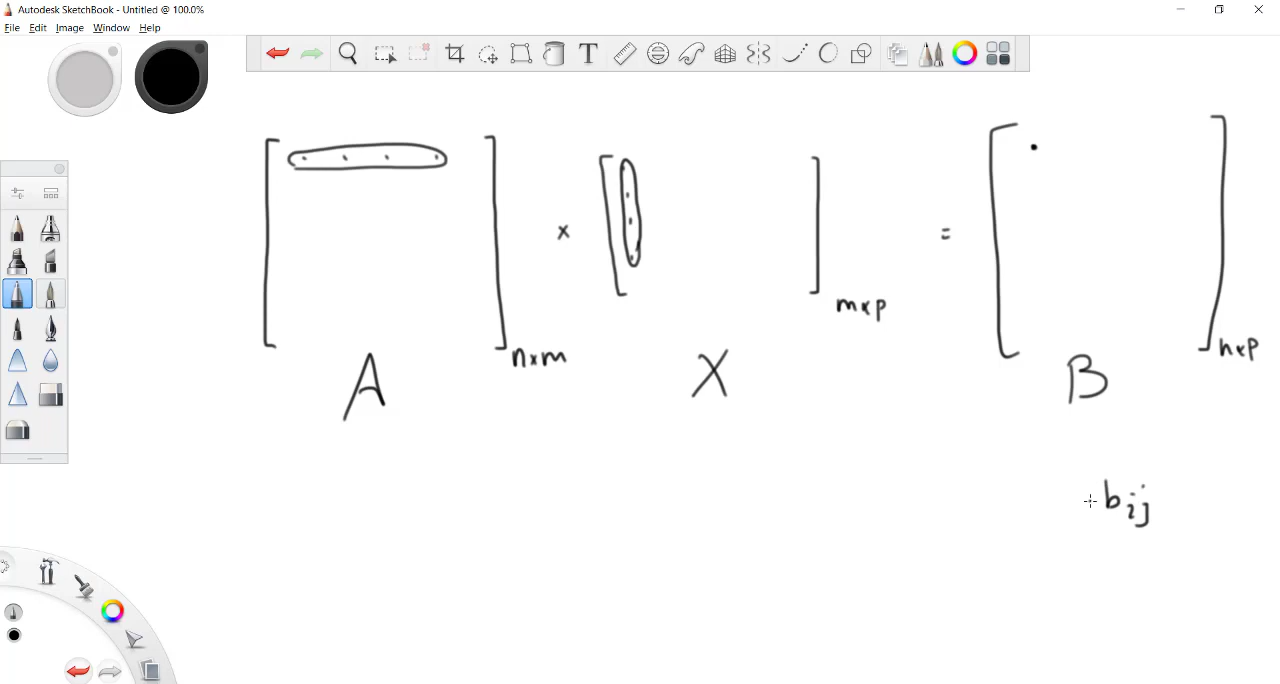 Autodesk SketchBook - Untitled @ 100.0%
File Edit Image Window Help
T
x =
mxp
nxm nxp
A X B
bij